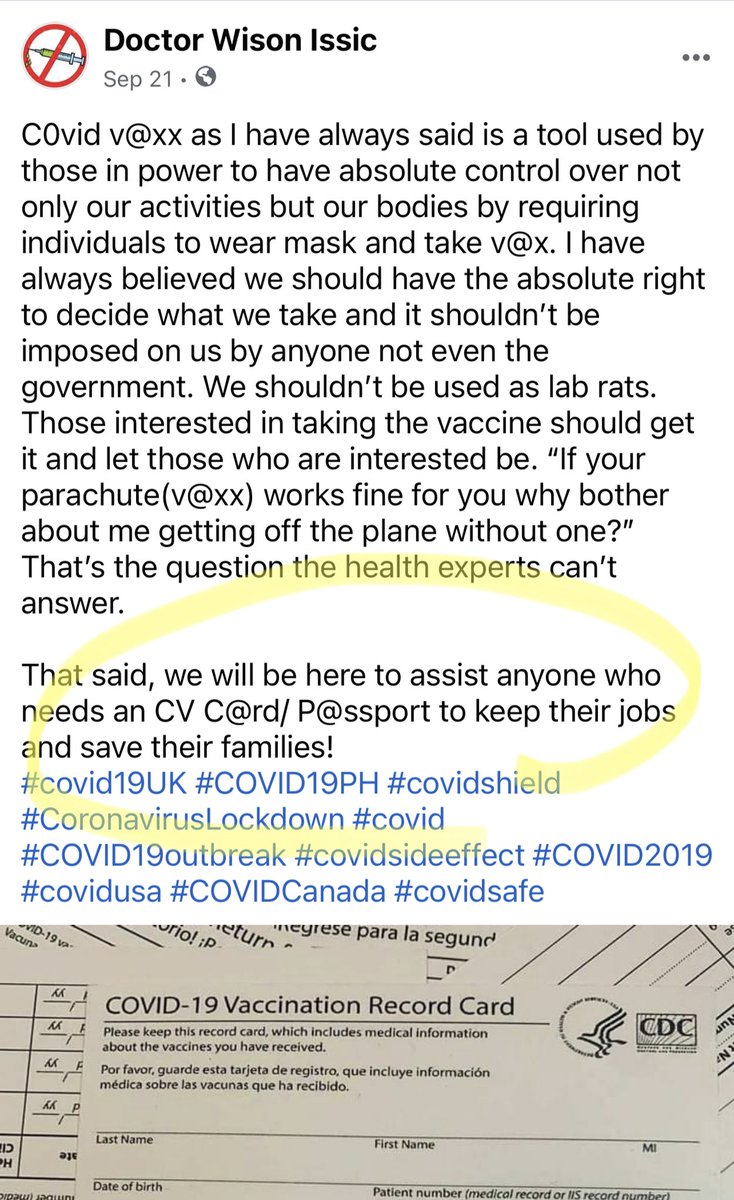 Doctor Wison Issic
Sep 21
C0vid v@xx as I have always said is a tool used by
those in power to have absolute control over not
only our activities but our bodies by requiring
individuals to wear mask and take v@x. I have
always believed we should have the absolute right
to decide what we take and it shouldn’t be
imposed on us by anyone not even the
government. We shouldn’t be used as lab rats.
Those interested in taking the vaccine should get
it and let those who are interested be. “If your
parachute(v@xx) works fine for you why bother
about me getting off the plane without one?”
That’s the question the health experts can’t
answer.
That said, we will be here to assist anyone who
needs an CV C@rd/ P@ssport to keep their jobs
and save their families!
#covid19UK #COVID19PH #covidshield
#CoronavirusLockdown #covid
#COVID19outbreak #covidsideeffect #COVID2019
#covidusa #COVIDCanada #covidsafe
para la
COVID-19 Vaccination Record Card
CDC
Please keep this record card, which includes medical information
about the vaccines you have received.
Por favor, guarde esta tarjeta de registro, que incluye información
médica sobre las vacunas que ha recibido.
Last Name First Name MI
Date of birth Patient number (medical record or IIS record number)